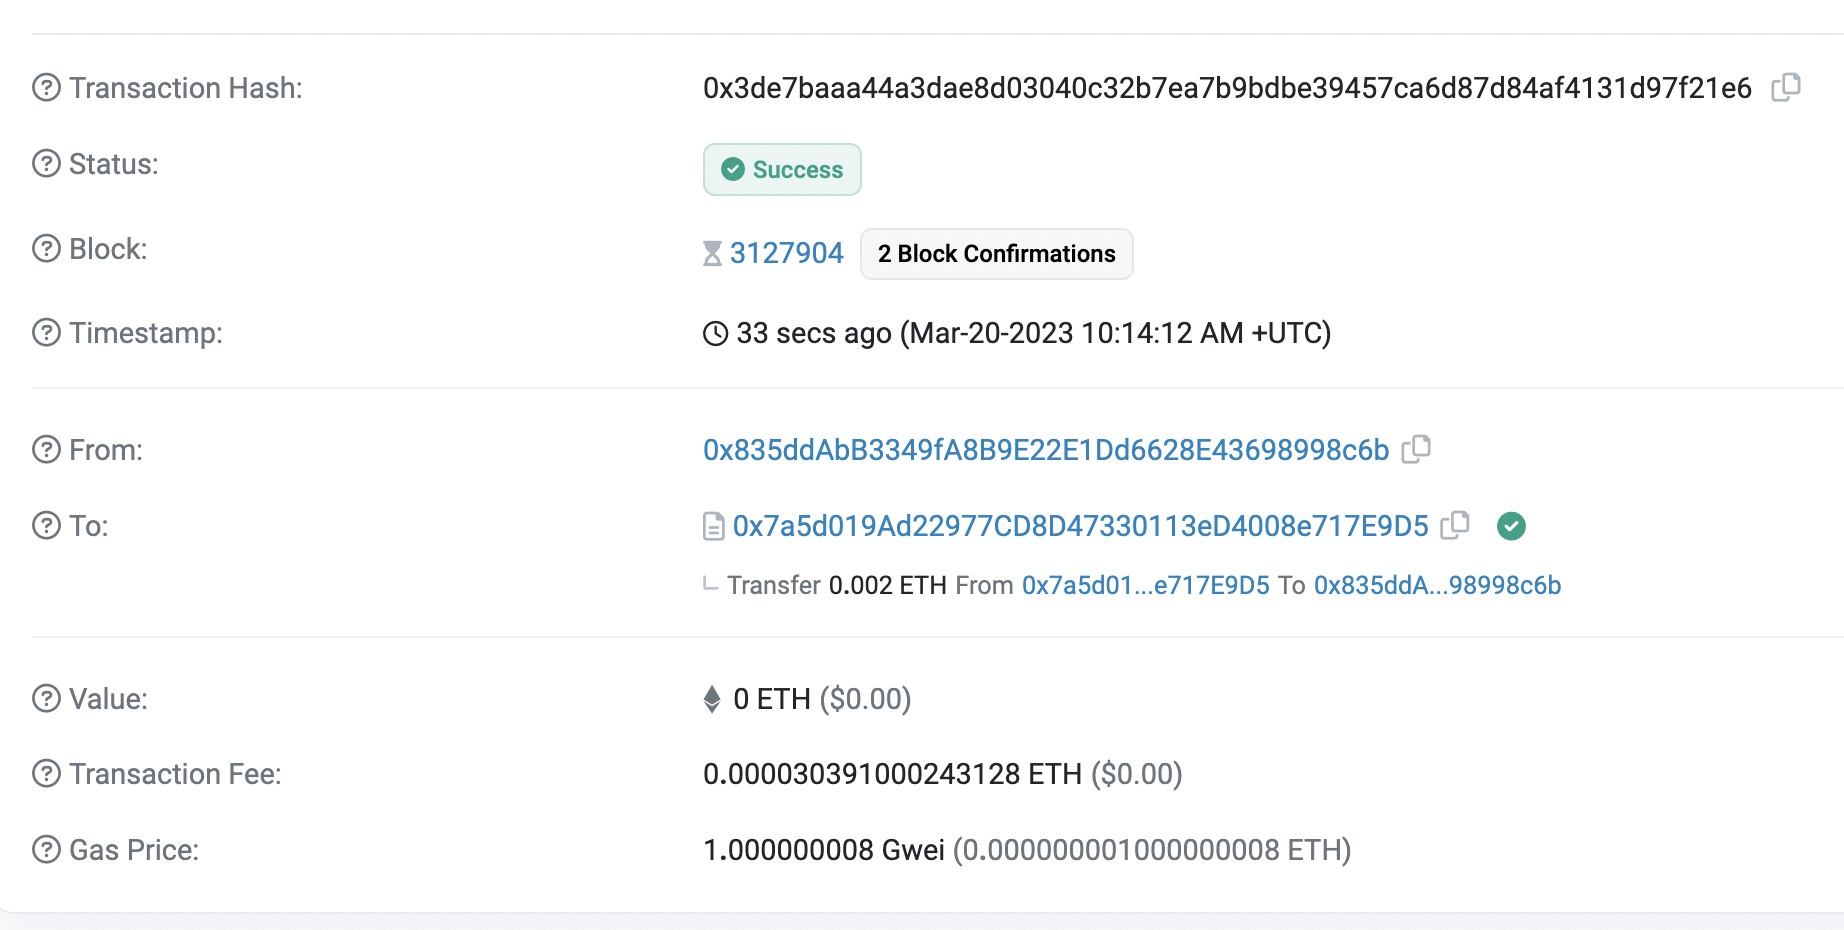 Transaction Hash: 0x3de7baaa44a3dae8d03040c32b7ea7b9bdbe39457ca6d87d84af4131d97f21e6
Status: Success
Block: 3127904 2 Block Confirmations
Timestamp: 33 secs ago (Mar-20-2023 10:14:12 AM +UTC)
From: 0x835ddAbB3349fA8B9E22E1Dd6628E43698998c6b
To: 0x7a5d019Ad22977CD8D47330113eD4008e717E9D5
Transfer 0.002 ETH From 0x7a5d01...e717E9D5 To 0x835ddA...98998c6b
Value: 0 ETH ($0.00)
Transaction Fee: 0.000030391000243128 ETH ($0.00)
Gas Price: 1.000000008 Gwei (0.000000001000000008 ETH)